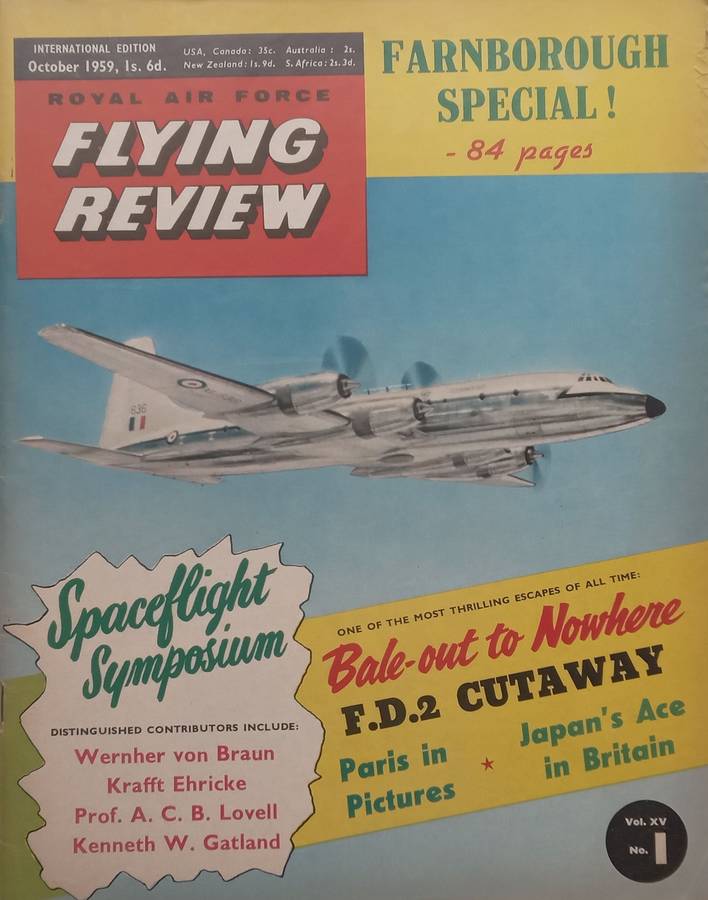 INTERNATIONAL EDITION
October 1959, 1s. 6d.
USA, Canada: 35c. Australia: 2s.
New Zealand: 1s. 9d. S. Africa: 2s. 3d.
ROYAL AIR FORCE
FLYING
REVIEW
FARNBOROUGH
SPECIAL!
- 84 pages
636
Spaceflight
Symposium
DISTINGUISHED CONTRIBUTORS INCLUDE:
Wernher von Braun
Krafft Ehricke
Prof. A. C. B. Lovell
Kenneth W. Gatland
ONE OF THE MOST THRILLING ESCAPES OF ALL TIME:
Bale-out to Nowhere
F.D.2 CUTAWAY
Paris in
Pictures
★
Japan's Ace
in Britain
Vol. XV
No. 1